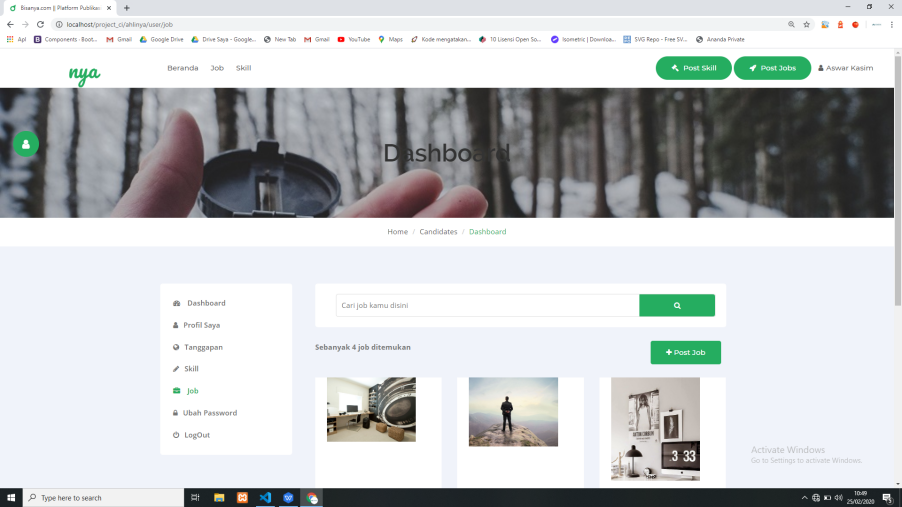 Bisanya.com || Platform Publikasi
localhost/project_ci/ahlinya/user/job
Apl
Components · Boot...
Gmail
Google Drive
Drive Saya - Google...
New Tab
Gmail
YouTube
Maps
Kode mengatakan...
10 Lisensi Open So...
Isometric | Downloa...
SVG Repo - Free SV...
Ananda Private
nya
Beranda
Job
Skill
Post Skill
Post Jobs
Aswar Kasim
Dashboard
Home / Candidates / Dashboard
Dashboard
Profil Saya
Tanggapan
Skill
Job
Ubah Password
LogOut
Cari job kamu disini
Sebanyak 4 job ditemukan
+ Post Job
3 33
Activate Windows
Go to Settings to activate Windows.
Type here to search
10:49
25/02/2020